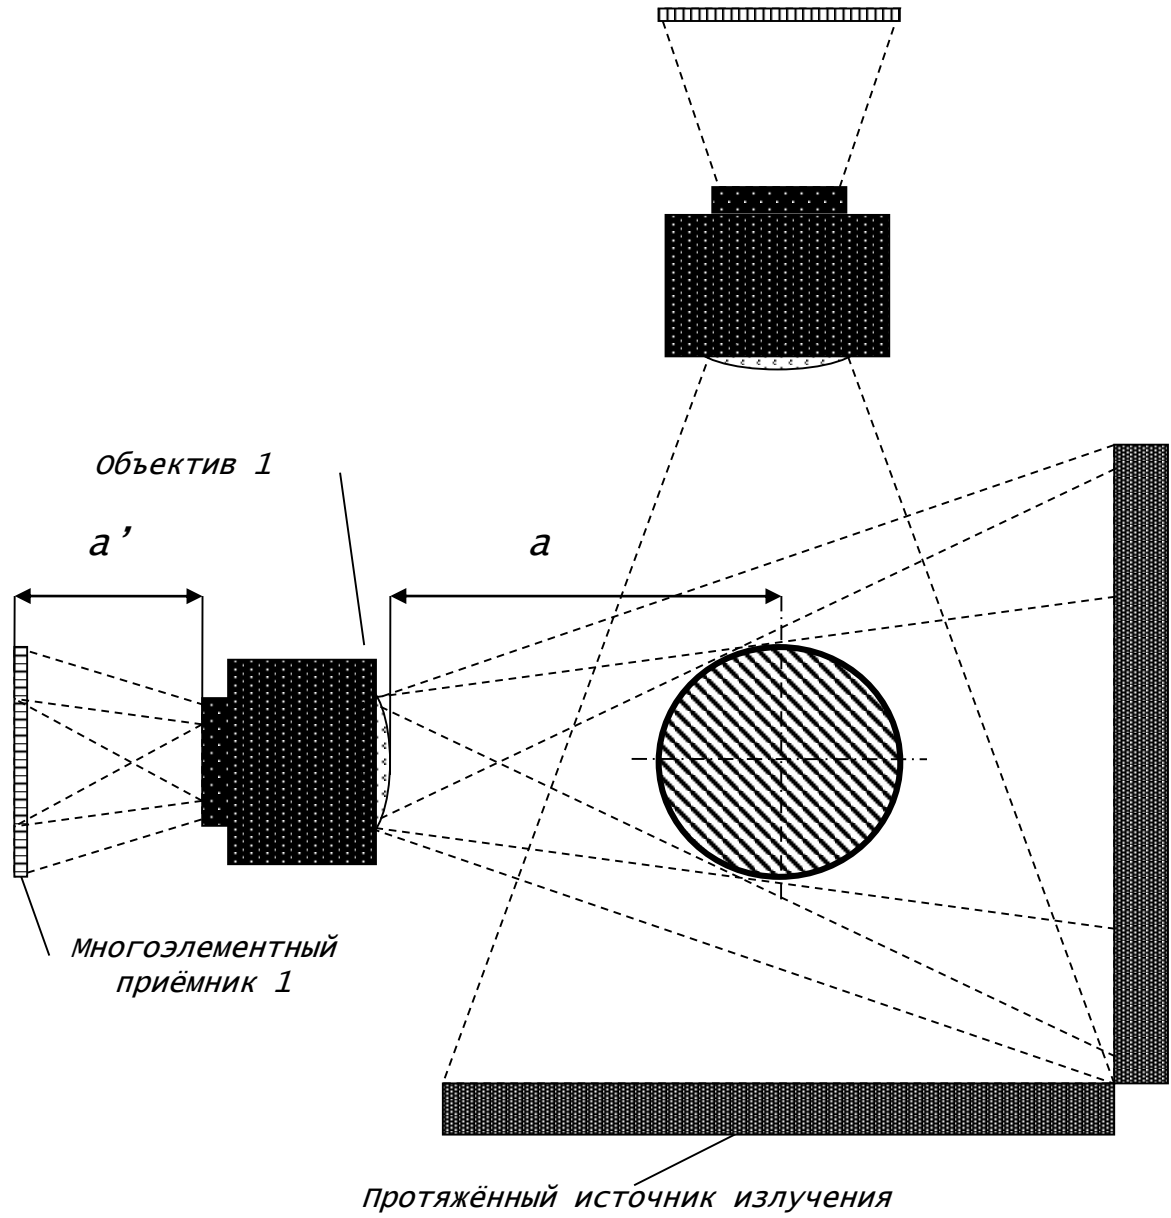 Объектив 1
a’
a
Многоэлементный
приёмник 1
Протяжённый источник излучения